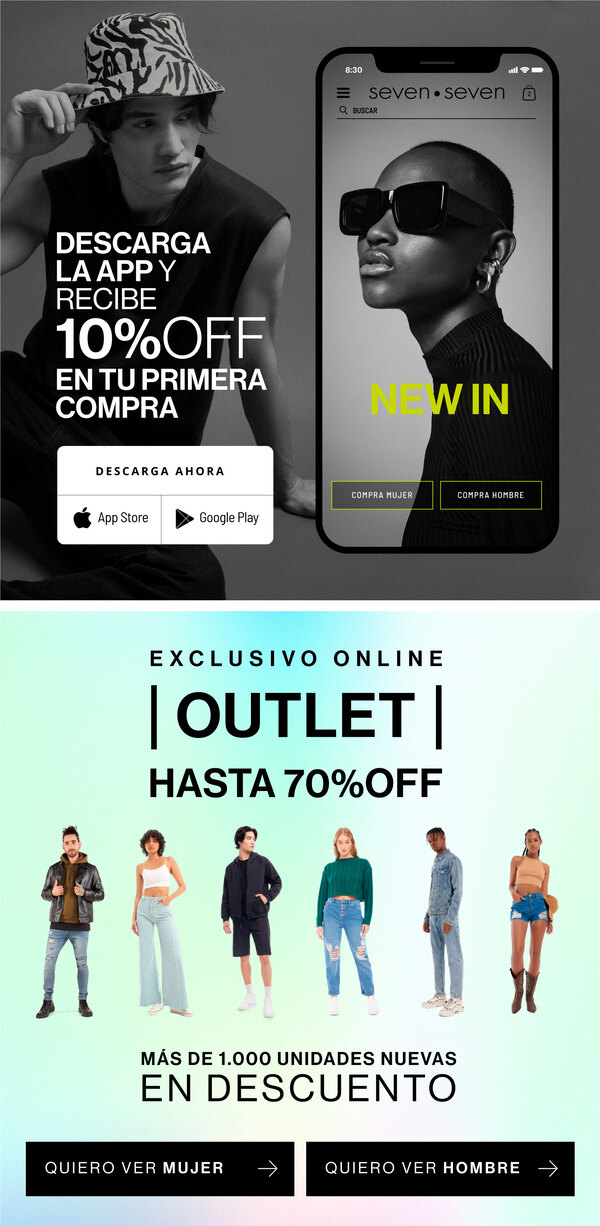 DESCARGA
LA APP Y
RECIBE
10%OFF
EN TU PRIMERA
COMPRA
DESCARGA AHORA
App Store
Google Play
8:30
seven•seven
2
BUSCAR
NEW IN
COMPRA MUJER
COMPRA HOMBRE
EXCLUSIVO ONLINE
| OUTLET |
HASTA 70%OFF
MÁS DE 1.000 UNIDADES NUEVAS
EN DESCUENTO
QUIERO VER MUJER
QUIERO VER HOMBRE